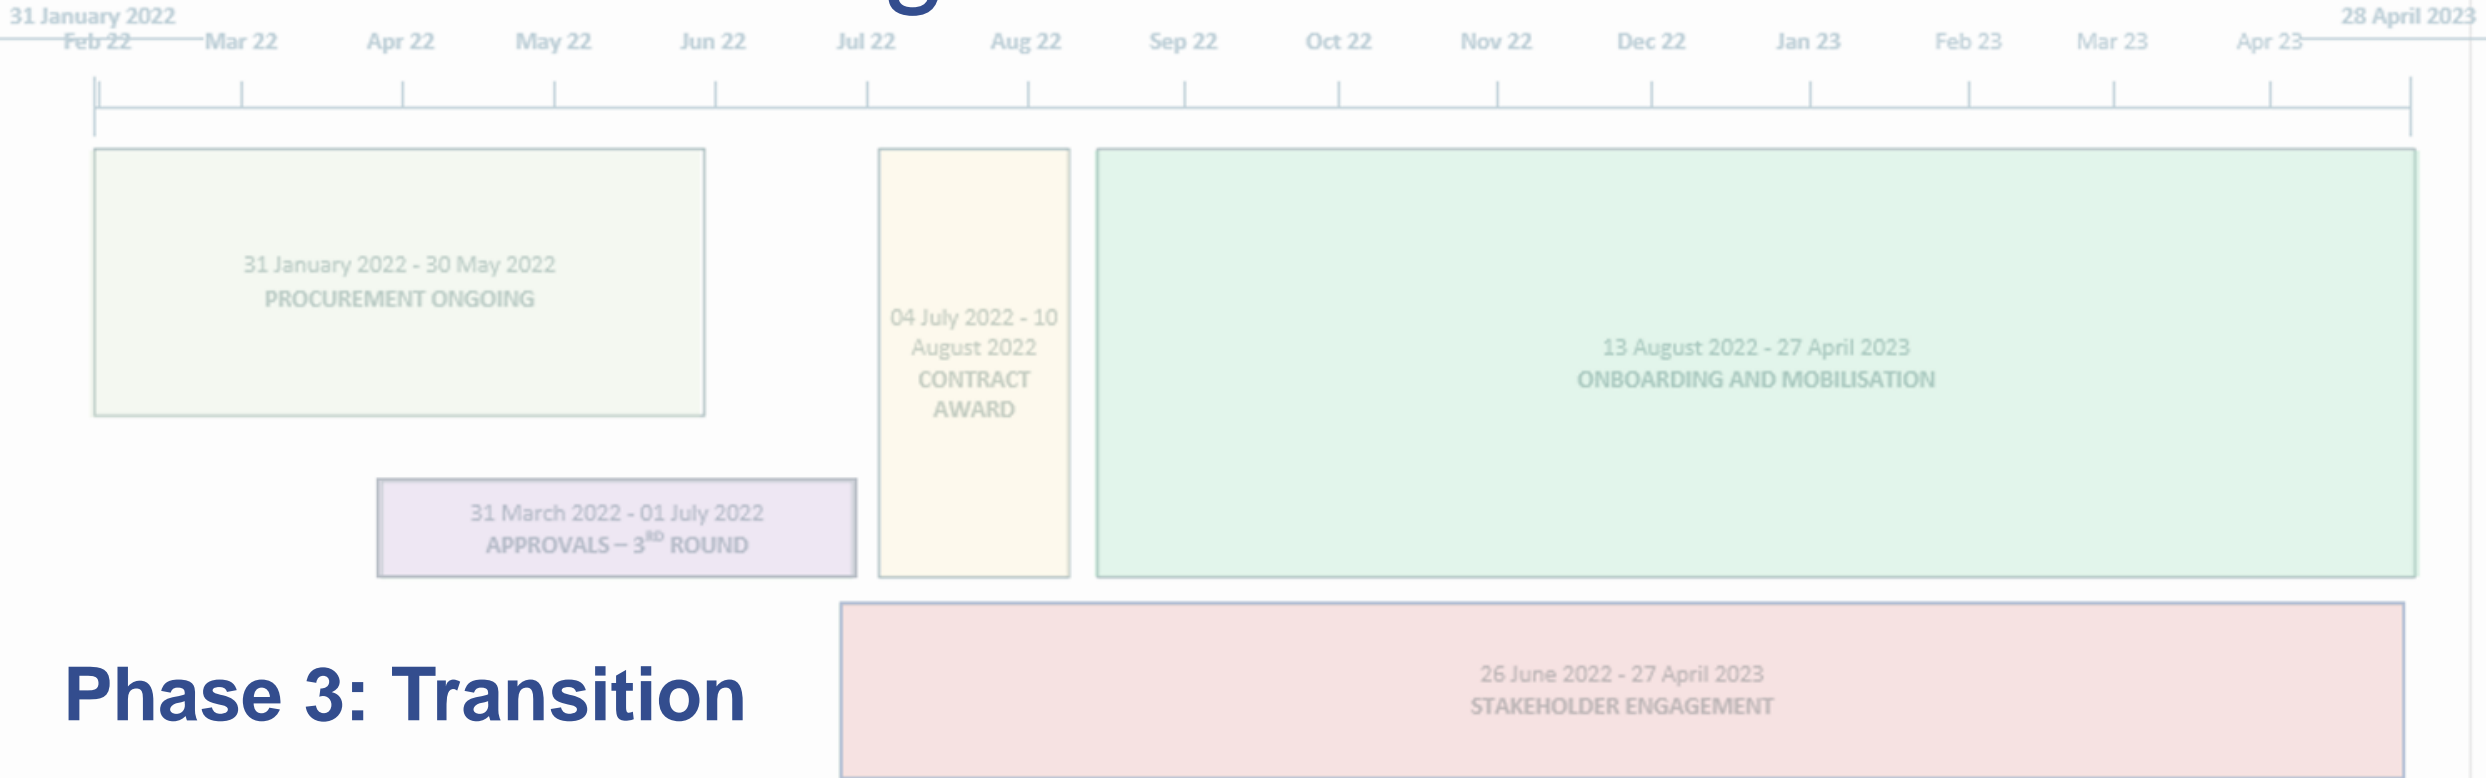 31 January 2022
28 April 2023
Feb 22 Mar 22 Apr 22 May 22 Jun 22 Jul 22 Aug 22 Sep 22 Oct 22 Nov 22 Dec 22 Jan 23 Feb 23 Mar 23 Apr 23
31 January 2022 - 30 May 2022
PROCUREMENT ONGOING
04 July 2022 - 10
August 2022
CONTRACT
AWARD
13 August 2022 - 27 April 2023
ONBOARDING AND MOBILISATION
31 March 2022 - 01 July 2022
APPROVALS – 3RD ROUND
26 June 2022 - 27 April 2023
STAKEHOLDER ENGAGEMENT
Phase 3: Transition